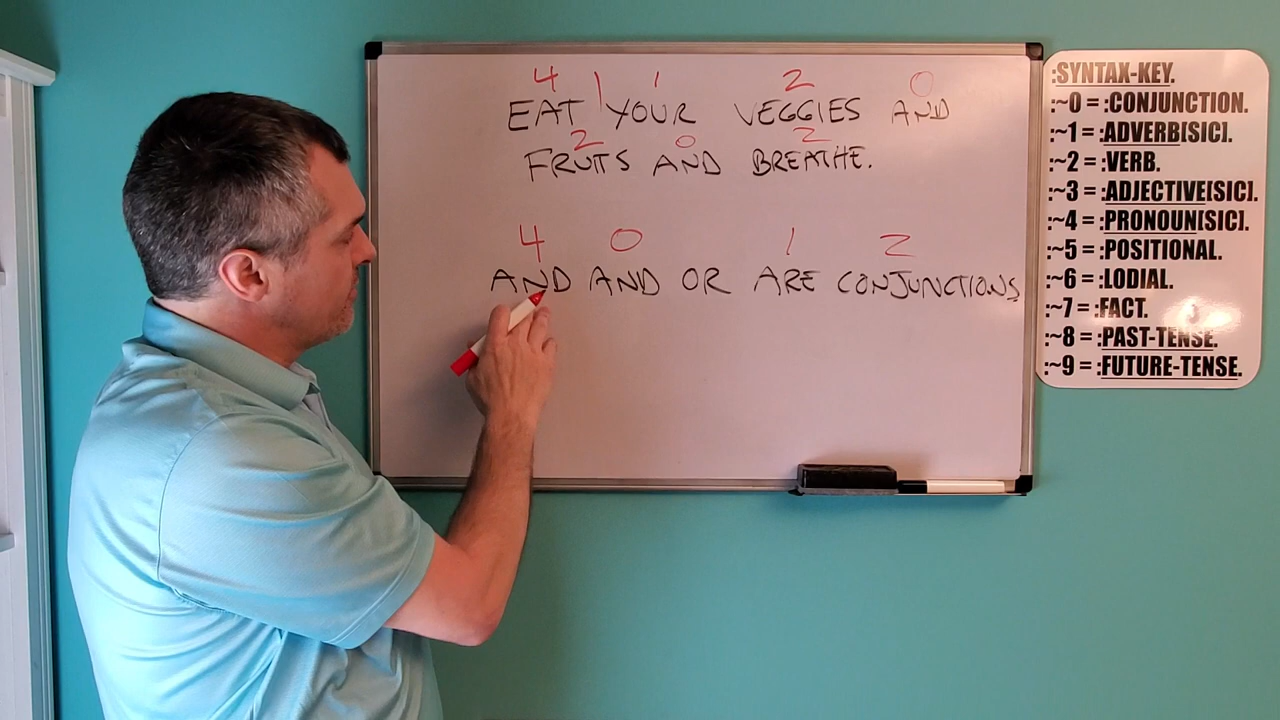 4 | 1 2 0
EAT YOUR VEGGIES AND
2 0 2
FRUTS AND BREATHE.
4 0 1 2
AND AND OR ARE CONJUNCTIONS
:SYNTAX-KEY.
:~0 = :CONJUNCTION.
:~1 = :ADVERB[SIC].
:~2 = :VERB.
:~3 = :ADJECTIVE[SIC].
:~4 = :PRONOUN[SIC].
:~5 = :POSITIONAL.
:~6 = :LODIAL.
:~7 = :FACT.
:~8 = :PAST-TENSE.
:~9 = :FUTURE-TENSE.